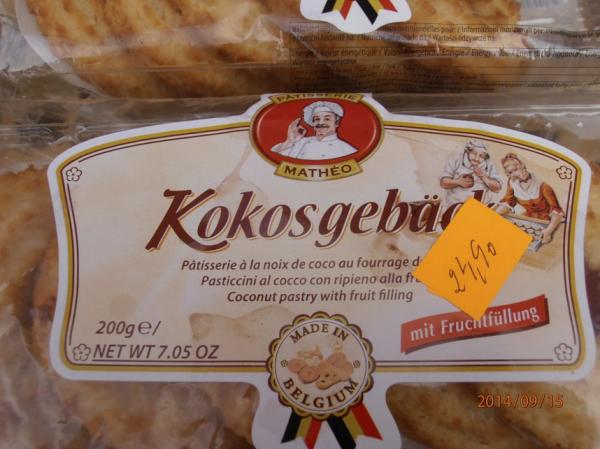 PATISSERIE
MATHÉO
Kokosgebä
Pâtisserie à la noix de coco au fourrage d
Pasticcini al cocco con ripieno alla fru
Coconut pastry with fruit filling
24,90
200g e/
NET WT 7.05 OZ
mit Fruchtfüllung
MADE IN
BELGIUM
2014/09/15